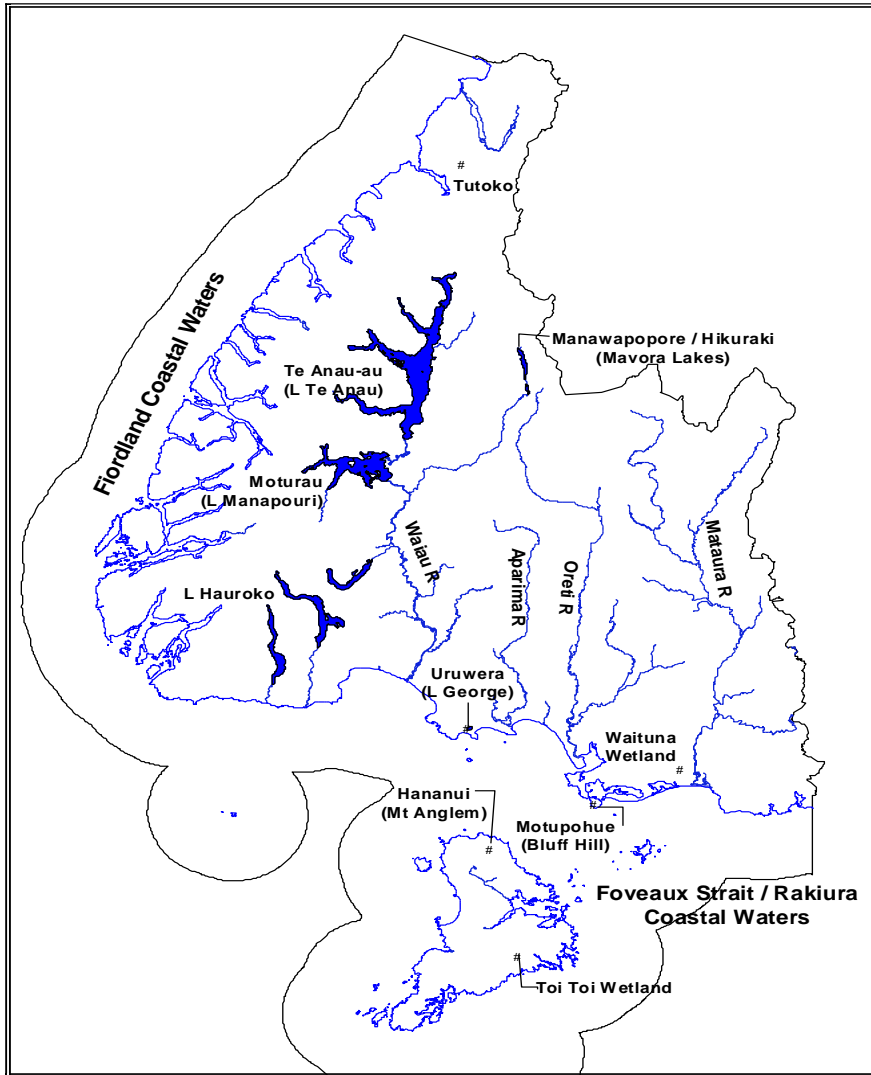 #
Tutoko
Fiordland Coastal Waters
Manawapopore / Hikuraki
(Mavora Lakes)
Te Anau-au
(L Te Anau)
Moturau
(L Manapouri)
Waiau R
Aparima R
Oreti R
Mataura R
L Hauroko
Uruwera
(L George)
#
Waituna
Wetland
#
Hananui
(Mt Anglem)
#
#
Motupohue
(Bluff Hill)
Foveaux Strait / Rakiura
Coastal Waters
#
Toi Toi Wetland